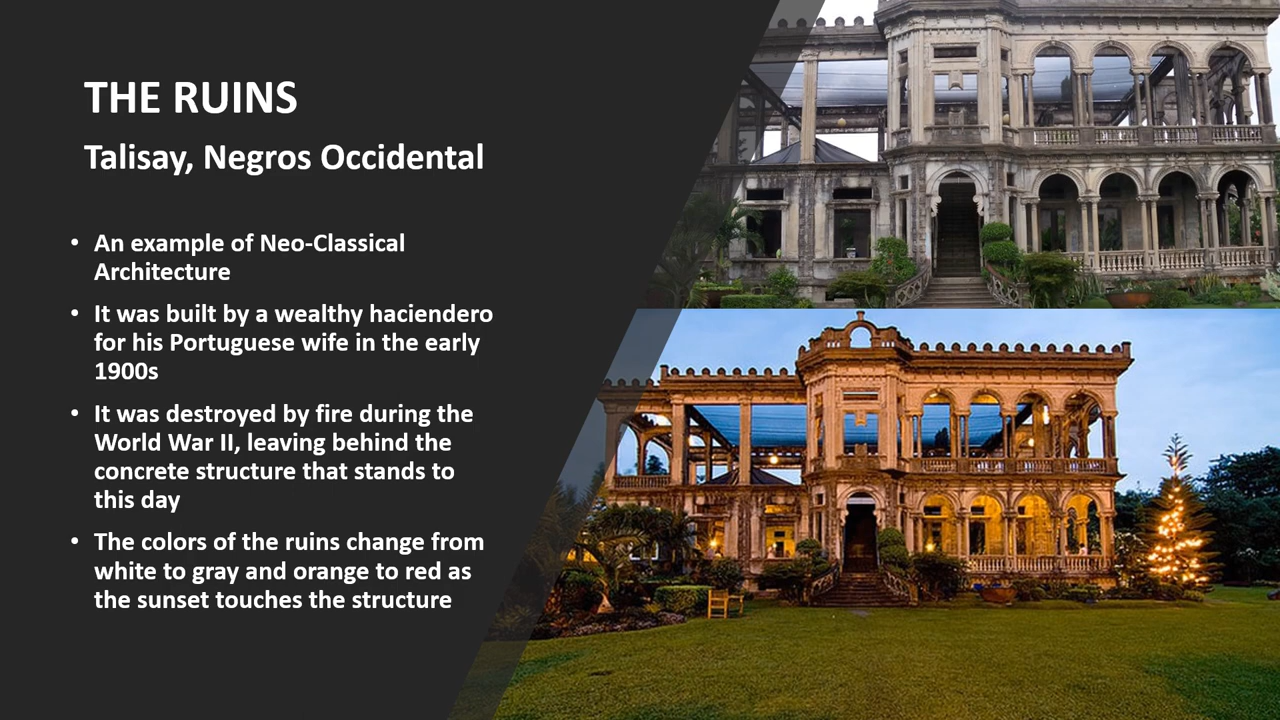 THE RUINS
Talisay, Negros Occidental
• An example of Neo-Classical
Architecture
• It was built by a wealthy haciendero
for his Portuguese wife in the early
1900s
• It was destroyed by fire during the
World War II, leaving behind the
concrete structure that stands to
this day
• The colors of the ruins change from
white to gray and orange to red as
the sunset touches the structure